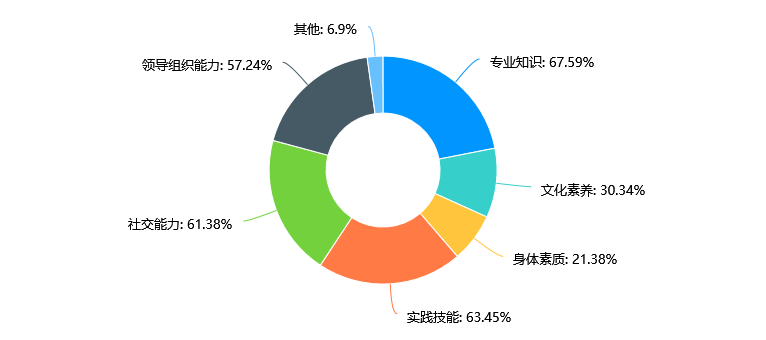 其他: 6.9%
专业知识: 67.59%
领导组织能力: 57.24%
文化素养: 30.34%
社交能力: 61.38%
身体素质: 21.38%
实践技能: 63.45%